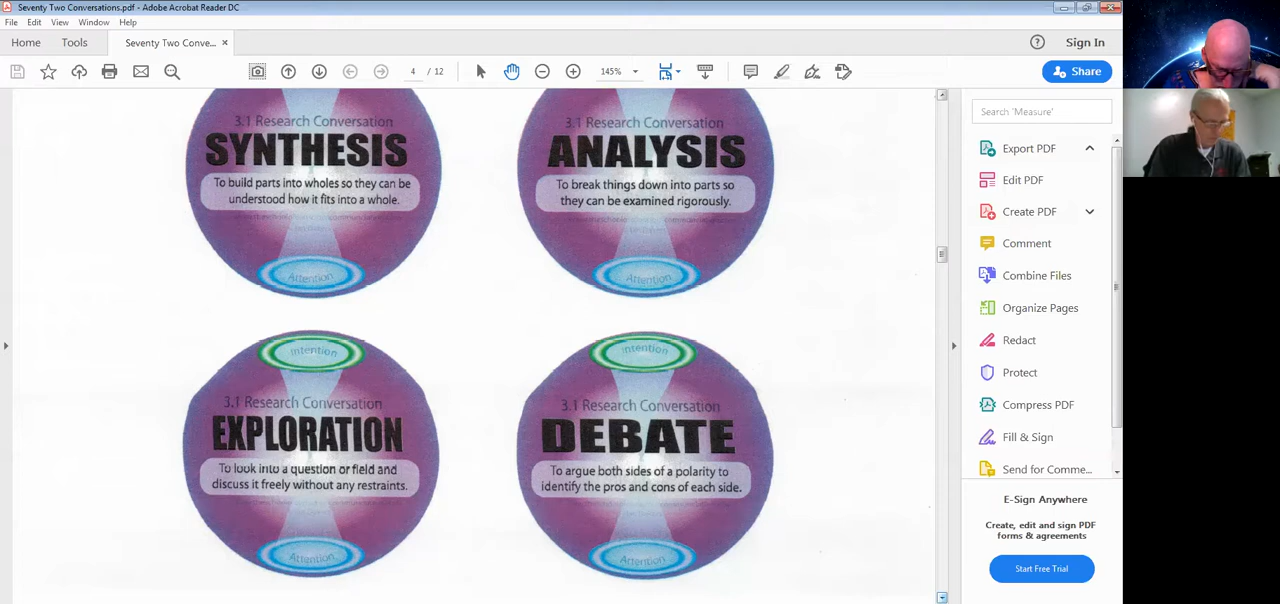 Seventy Two Conversations.pdf - Adobe Acrobat Reader DC
File Edit View Window Help
Home Tools Seventy Two Conve... × Sign In
4 / 12 145% Share
3.1 Research Conversation
SYNTHESIS
To build parts into wholes so they can be
understood how it fits into a whole.
Attention
3.1 Research Conversation
ANALYSIS
To break things down into parts so
they can be examined rigorously.
Attention
Intention
3.1 Research Conversation
EXPLORATION
To look into a question or field and
discuss it freely without any restraints.
Attention
Intention
3.1 Research Conversation
DEBATE
To argue both sides of a polarity to
identify the pros and cons of each side.
Attention
Search 'Measure'
Export PDF
Edit PDF
Create PDF
Comment
Combine Files
Organize Pages
Redact
Protect
Compress PDF
Fill & Sign
Send for Comme...
E-Sign Anywhere
Create, edit and sign PDF
forms & agreements
Start Free Trial